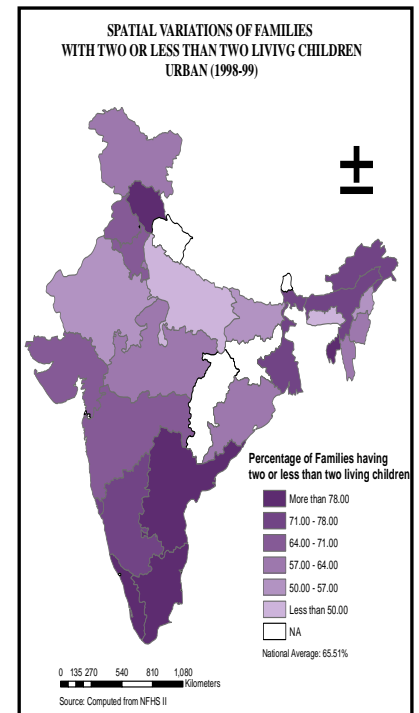 SPATIAL VARIATIONS OF FAMILIES
WITH TWO OR LESS THAN TWO LIVIVG CHILDREN
URBAN (1998-99)
Percentage of Families having
two or less than two living children
More than 78.00
71.00 - 78.00
64.00 - 71.00
57.00 - 64.00
50.00 - 57.00
Less than 50.00
NA
National Average: 65.51%
0 135 270 540 810 1,080
Kilometers
Source: Computed from NFHS II